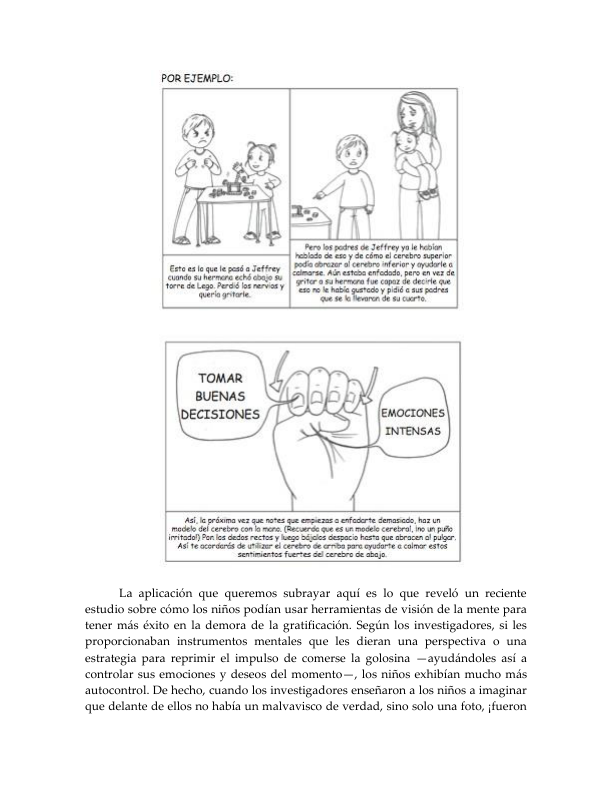 POR EJEMPLO:
Esto es lo que le pasó a Jeffrey
cuando su hermana echó abajo su
torre de Lego. Perdió los nervios y
quería gritarle.
Pero los padres de Jeffrey ya le habían
hablado de eso y de cómo el cerebro superior
podía abrazar al cerebro inferior y ayudarle a
calmarse. Aún estaba enfadado, pero en vez de
gritar a su hermana fue capaz de decirle que
eso no le había gustado y pidió a sus padres
que se la llevaran de su cuarto.
TOMAR
BUENAS
DECISIONES
EMOCIONES
INTENSAS
Así, la próxima vez que notes que empiezas a enfadarte demasiado, haz un
modelo del cerebro con la mano. (Recuerda que es un modelo cerebral, ¡no un puño
irritado!) Pon los dedos rectos y luego bájalos despacio hasta que abracen al pulgar.
Así te acordarás de utilizar el cerebro de arriba para ayudarte a calmar estos
sentimientos fuertes del cerebro de abajo.
La aplicación que queremos subrayar aquí es lo que reveló un reciente
estudio sobre cómo los niños podían usar herramientas de visión de la mente para
tener más éxito en la demora de la gratificación. Según los investigadores, si les
proporcionaban instrumentos mentales que les dieran una perspectiva o una
estrategia para reprimir el impulso de comerse la golosina —ayudándoles así a
controlar sus emociones y deseos del momento—, los niños exhibían mucho más
autocontrol. De hecho, cuando los investigadores enseñaron a los niños a imaginar
que delante de ellos no había un malvavisco de verdad, sino solo una foto, ¡fueron